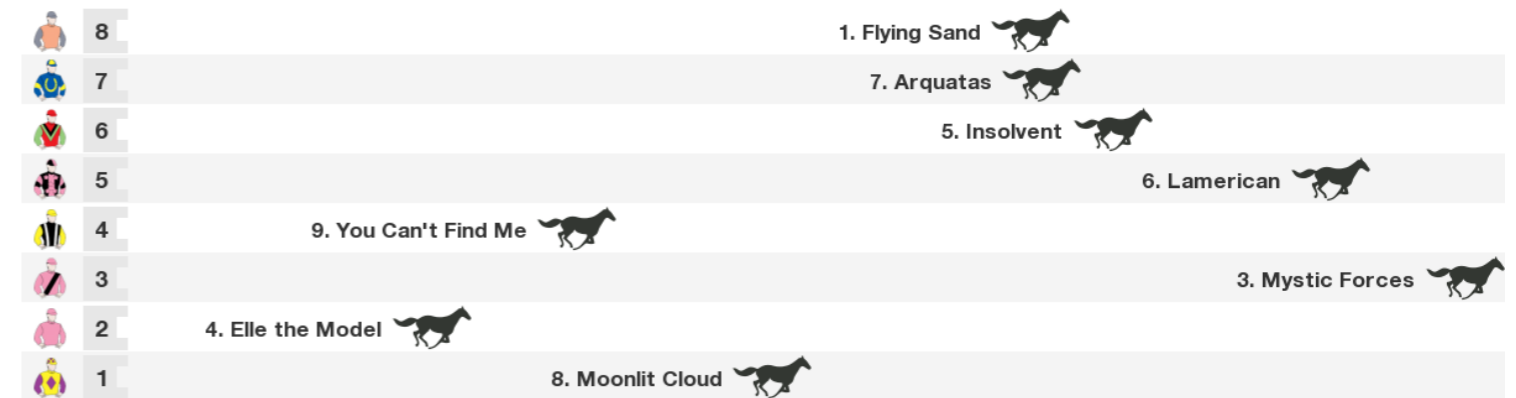 8 1. Flying Sand
7 7. Arquatas
6 5. Insolvent
5 6. Lamerican
4 9. You Can't Find Me
3 3. Mystic Forces
2 4. Elle the Model
1 8. Moonlit Cloud